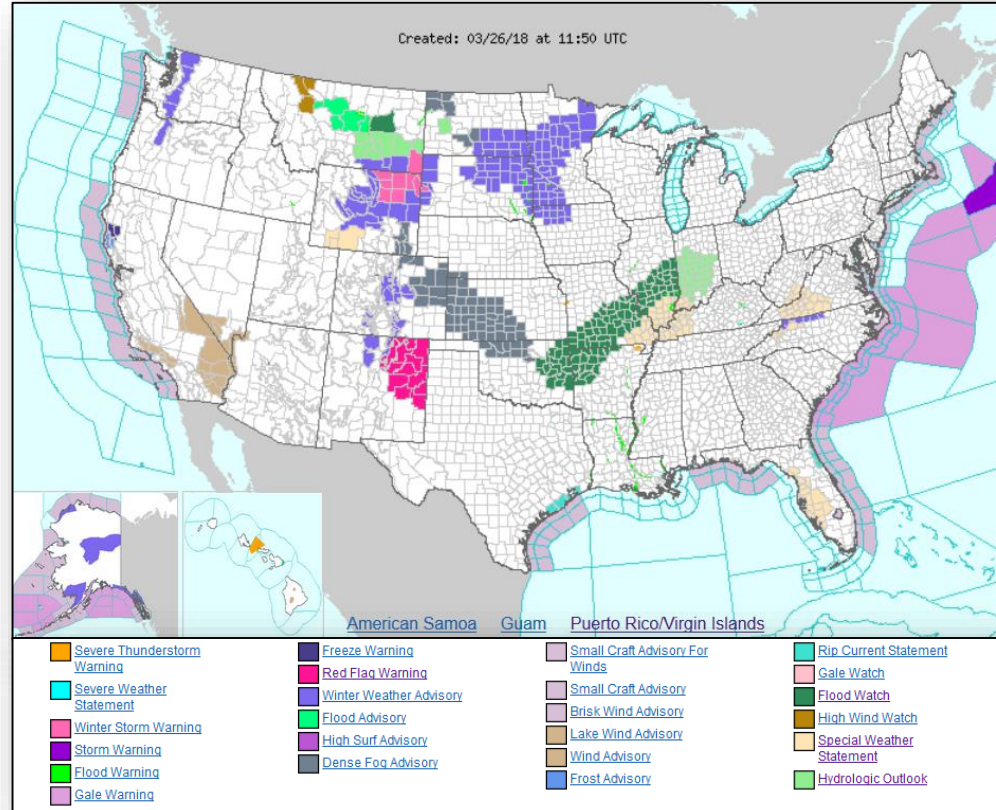 Created: 03/26/18 at 11:50 UTC
American Samoa Guam Puerto Rico/Virgin Islands
Severe Thunderstorm
Warning
Severe Weather
Statement
Winter Storm Warning
Storm Warning
Flood Warning
Gale Warning
Freeze Warning
Red Flag Warning
Winter Weather Advisory
Flood Advisory
High Surf Advisory
Dense Fog Advisory
Small Craft Advisory For
Winds
Small Craft Advisory
Brisk Wind Advisory
Lake Wind Advisory
Wind Advisory
Frost Advisory
Rip Current Statement
Gale Watch
Flood Watch
High Wind Watch
Special Weather
Statement
Hydrologic Outlook